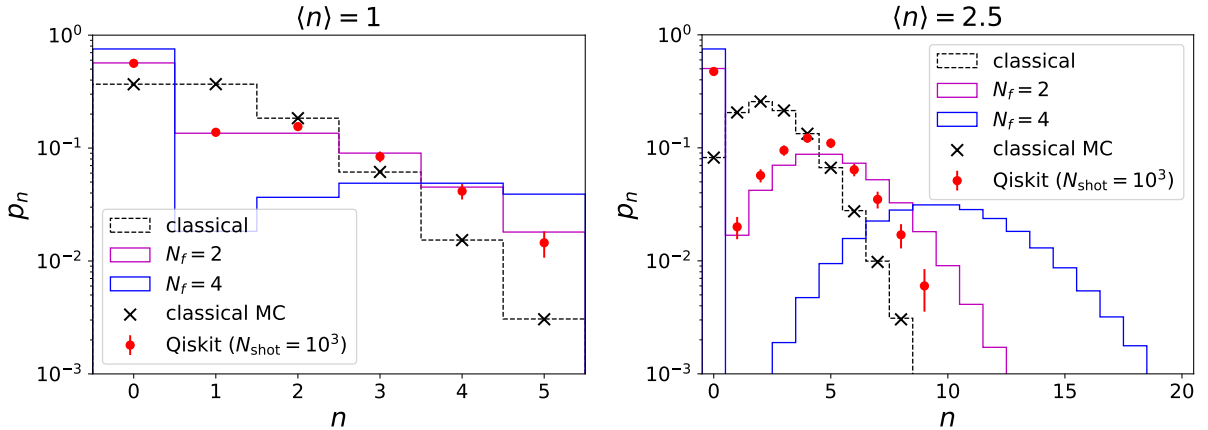 ⟨n⟩ = 1
10⁰
10⁻¹
10⁻²
10⁻³
pₙ
classical
N_f = 2
N_f = 4
classical MC
Qiskit (N_shot = 10³)
0 1 2 3 4 5
n
⟨n⟩ = 2.5
10⁰
10⁻¹
10⁻²
10⁻³
pₙ
classical
N_f = 2
N_f = 4
classical MC
Qiskit (N_shot = 10³)
0 5 10 15 20
n